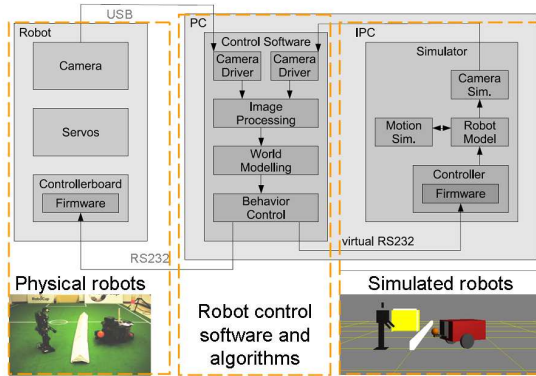 USB
Robot
Camera
Servos
Controllerboard
Firmware
RS232
Physical robots
PC
Control Software
Camera
Driver
Camera
Driver
Image
Processing
World
Modelling
Behavior
Control
Robot control
software and
algorithms
IPC
Simulator
Camera
Sim.
Motion
Sim.
Robot
Model
Controller
Firmware
virtual RS232
Simulated robots